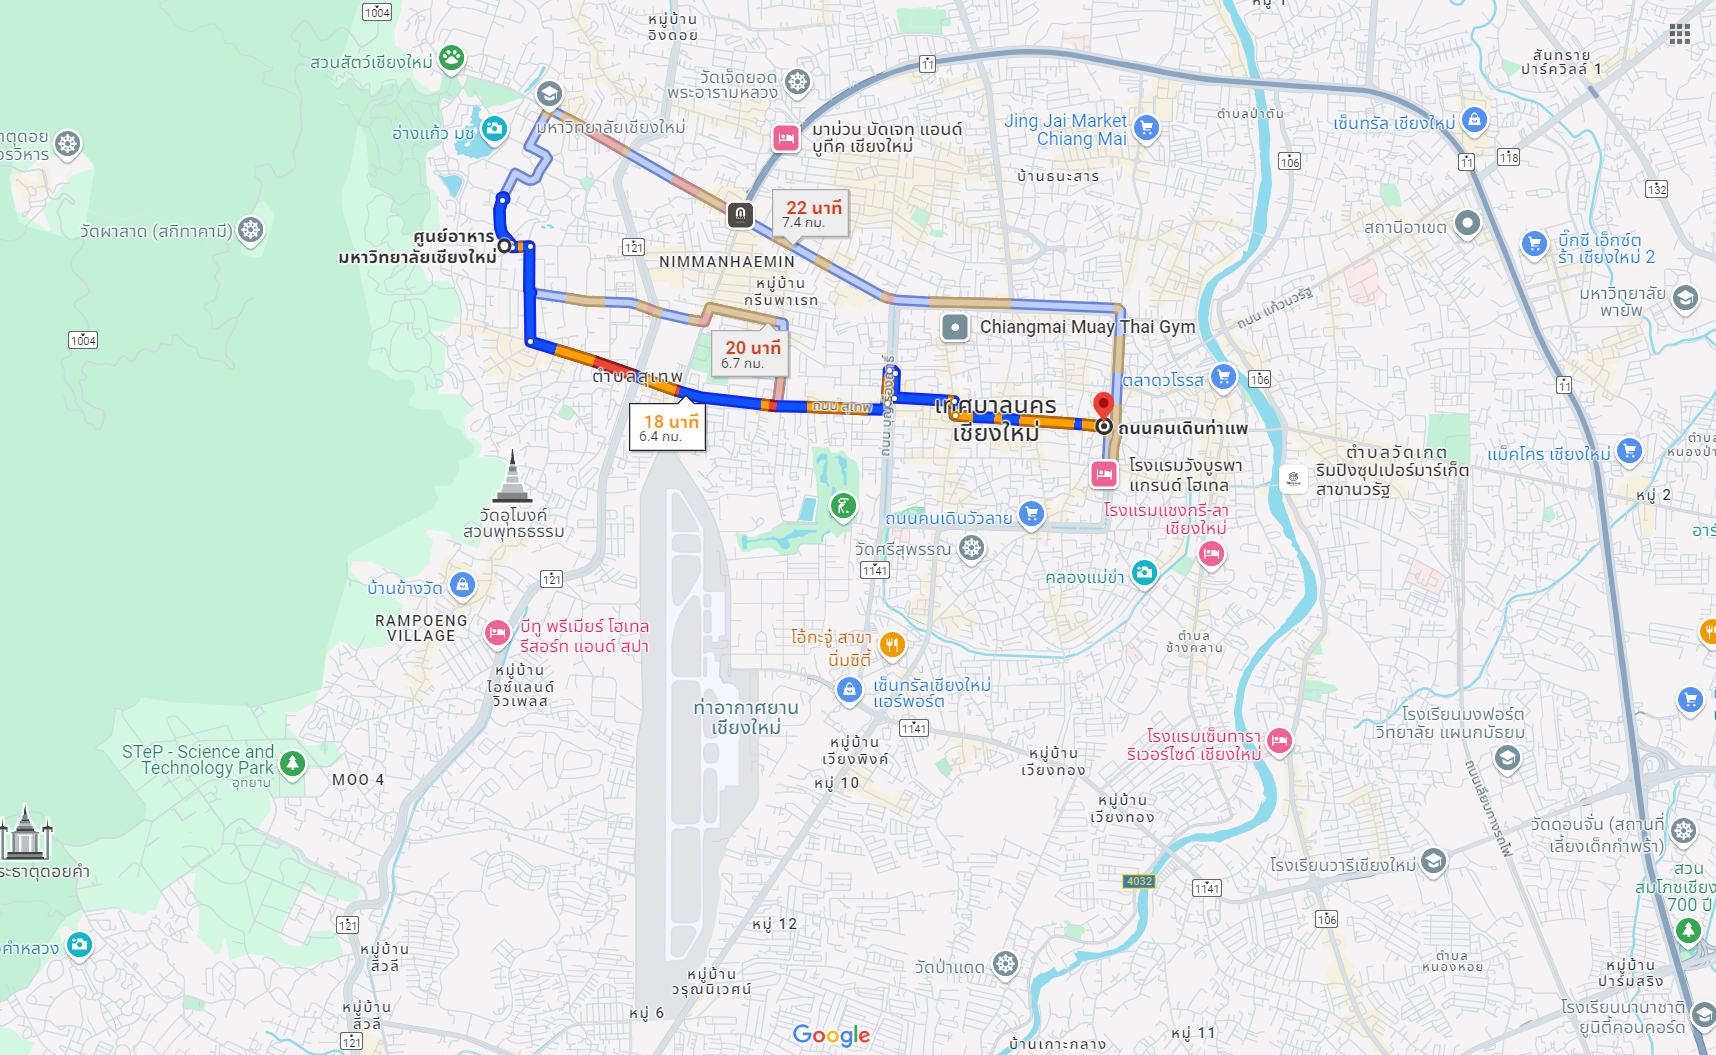 1004
หมู่บ้าน
อิงดอย
หมู่ 1
สวนสัตว์เชียงใหม่
11
สันทราย
ปาร์ควิลล์ 1
วัดเจ็ดยอด
พระอารามหลวง
อ่างแก้ว มช
มหาวิทยาลัยเชียงใหม่
มาม่วน บัดเจท แอนด์
บูทีค เชียงใหม่
Jing Jai Market
Chiang Mai
ตำบลป่าตัน
เซ็นทรัล เชียงใหม่
106
11
118
132
บ้านธนะสาร
22 นาที
7.4 กม.
วัดผาลาด (สกิทาคามี)
ศูนย์อาหาร
มหาวิทยาลัยเชียงใหม่
121
NIMMANHAEMIN
หมู่บ้าน
กรีนพาเรท
สถานีอาเขต
บิ๊กซี เอ็กซ์ต
ร้า เชียงใหม่ 2
มหาวิทยาลัย
พายัพ
ถนน แก้วนวรัฐ
Chiangmai Muay Thai Gym
1004
20 นาที
6.7 กม.
ตำบลสุเทพ
ตลาดวโรรส
106
11
18 นาที
6.4 กม.
ถนน สุเทพ
เทศบาลนคร
เชียงใหม่
ถนนคนเดินท่าแพ
โรงแรมวังบูรพา
แกรนด์ โฮเทล
ตำบลวัดเกต
ริมปิงซุปเปอร์มาร์เก็ต
สาขานวรัฐ
แม็คโคร เชียงใหม่
หมู่ 2
วัดอุโมงค์
สวนพุทธธรรม
ถนนคนเดินวัวลาย
โรงแรมแชงกรี-ลา
เชียงใหม่
วัดศรีสุพรรณ
1141
คลองแม่ข่า
121
บ้านข้างวัด
RAMPOENG
VILLAGE
บีทู พรีเมียร์ โฮเทล
รีสอร์ท แอนด์ สปา
โอ้กะจู๋ สาขา
นิ่มซิตี้
ตำบล
ช้างคลาน
หมู่บ้าน
ไอซ์แลนด์
วิวเพลส
เซ็นทรัลเชียงใหม่
แอร์พอร์ต
ท่าอากาศยาน
เชียงใหม่
1141
หมู่บ้าน
เวียงพิงค์
หมู่บ้าน
เวียงทอง
โรงแรมเซ็นทารา
ริเวอร์ไซด์ เชียงใหม่
โรงเรียนมงฟอร์ต
วิทยาลัย แผนกมัธยม
STeP - Science and
Technology Park
อุทยาน
MOO 4
หมู่ 10
หมู่บ้าน
เวียงทอง
ถนนเลียบทางรถไฟ
วัดดอนจั่น (สถานที่
เลี้ยงเด็กกำพร้า)
โรงเรียนวารีเชียงใหม่
4032
1141
106
สวน
สมโภชเชียง
700 ปี
121
หมู่บ้าน
สิวลี
หมู่ 12
วัดป่าแดด
ตำบล
หนองหอย
หมู่บ้าน
ปาร์มสริง
หมู่บ้าน
วรุณนิเวศน์
หมู่บ้าน
สิวลี
หมู่ 6
121
Google
หมู่ 11
บ้านเกาะกลาง
โรงเรียนนานาชาติ
ยูนิตี้คอนคอร์ด